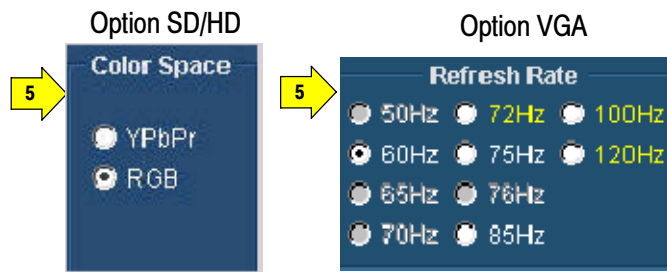 Option SD/HD
5
Color Space
YPbPr
RGB
Option VGA
5
Refresh Rate
50Hz 72Hz 100Hz
60Hz 75Hz 120Hz
65Hz 76Hz
70Hz 85Hz